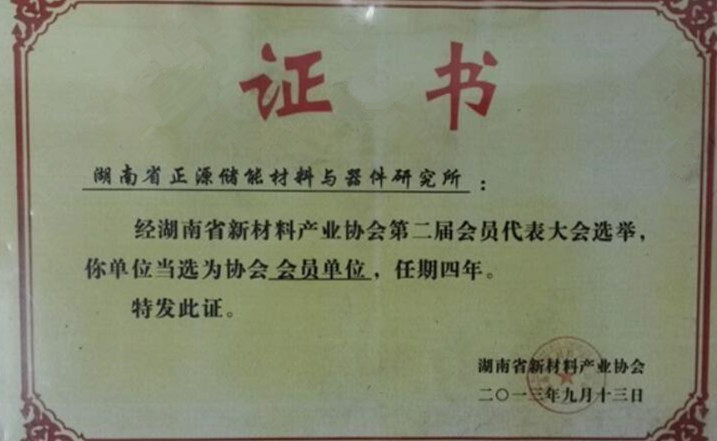 证书
湖南省正源储能材料与器件研究所：
经湖南省新材料产业协会第二届会员代表大会选举，
你单位当选为协会会员单位，任期四年。
特发此证。
湖南省新材料产业协会
二〇一三年九月十三日